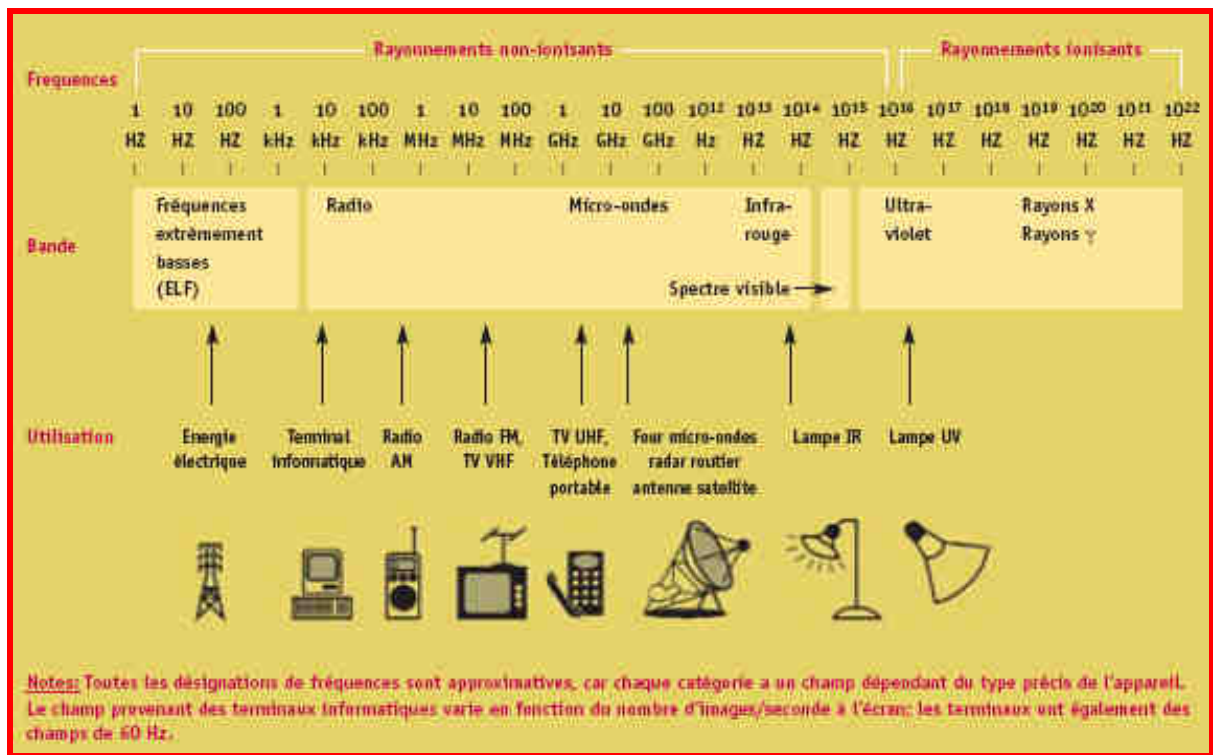 Rayonnements non-ionisants Rayonnements ionisants
Frequences
1 10 100 1 10 100 1 10 100 1 10 100 10¹² 10¹³ 10¹⁴ 10¹⁵ 10¹⁶ 10¹⁷ 10¹⁸ 10¹⁹ 10²⁰ 10²¹ 10²²
HZ HZ HZ kHz kHz kHz MHz MHz MHz GHz GHz GHz Hz HZ HZ HZ HZ HZ HZ HZ HZ HZ HZ
Bande
Fréquences
extrèmement
basses
(ELF)
Radio
Micro-ondes
Infra-
rouge
Spectre visible
Ultra-
violet
Rayons X
Rayons γ
Utilisation
Energie
électrique
Terminal
informatique
Radio
AM
Radio FM,
TV VHF
TV UHF,
Téléphone
portable
Four micro-ondes
radar routier
antenne satellite
Lampe IR
Lampe UV
Notes: Toutes les désignations de fréquences sont approximatives, car chaque catégorie a un champ dépendant du type précis de l'appareil.
Le champ provenant des terminaux informatiques varie en fonction du nombre d'images/seconde à l'écran; les terminaux ont également des
champs de 60 Hz.